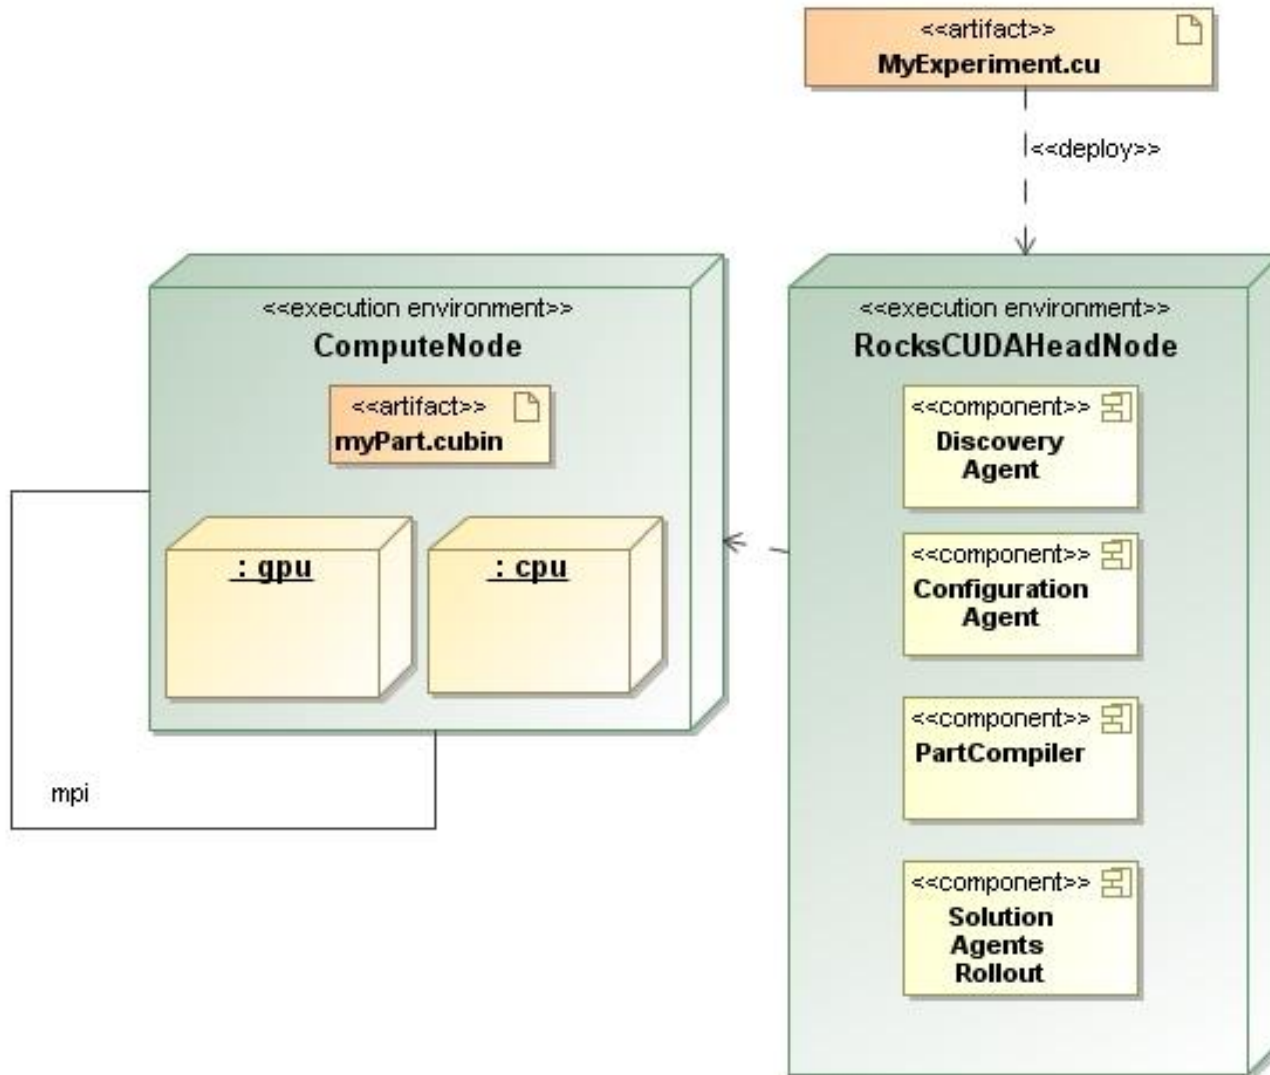 <<artifact>>
MyExperiment.cu
<<deploy>>
<<execution environment>>
ComputeNode
<<artifact>>
myPart.cubin
: gpu
: cpu
mpi
<<execution environment>>
RocksCUDAHeadNode
<<component>>
Discovery
Agent
<<component>>
Configuration
Agent
<<component>>
PartCompiler
<<component>>
Solution
Agents
Rollout